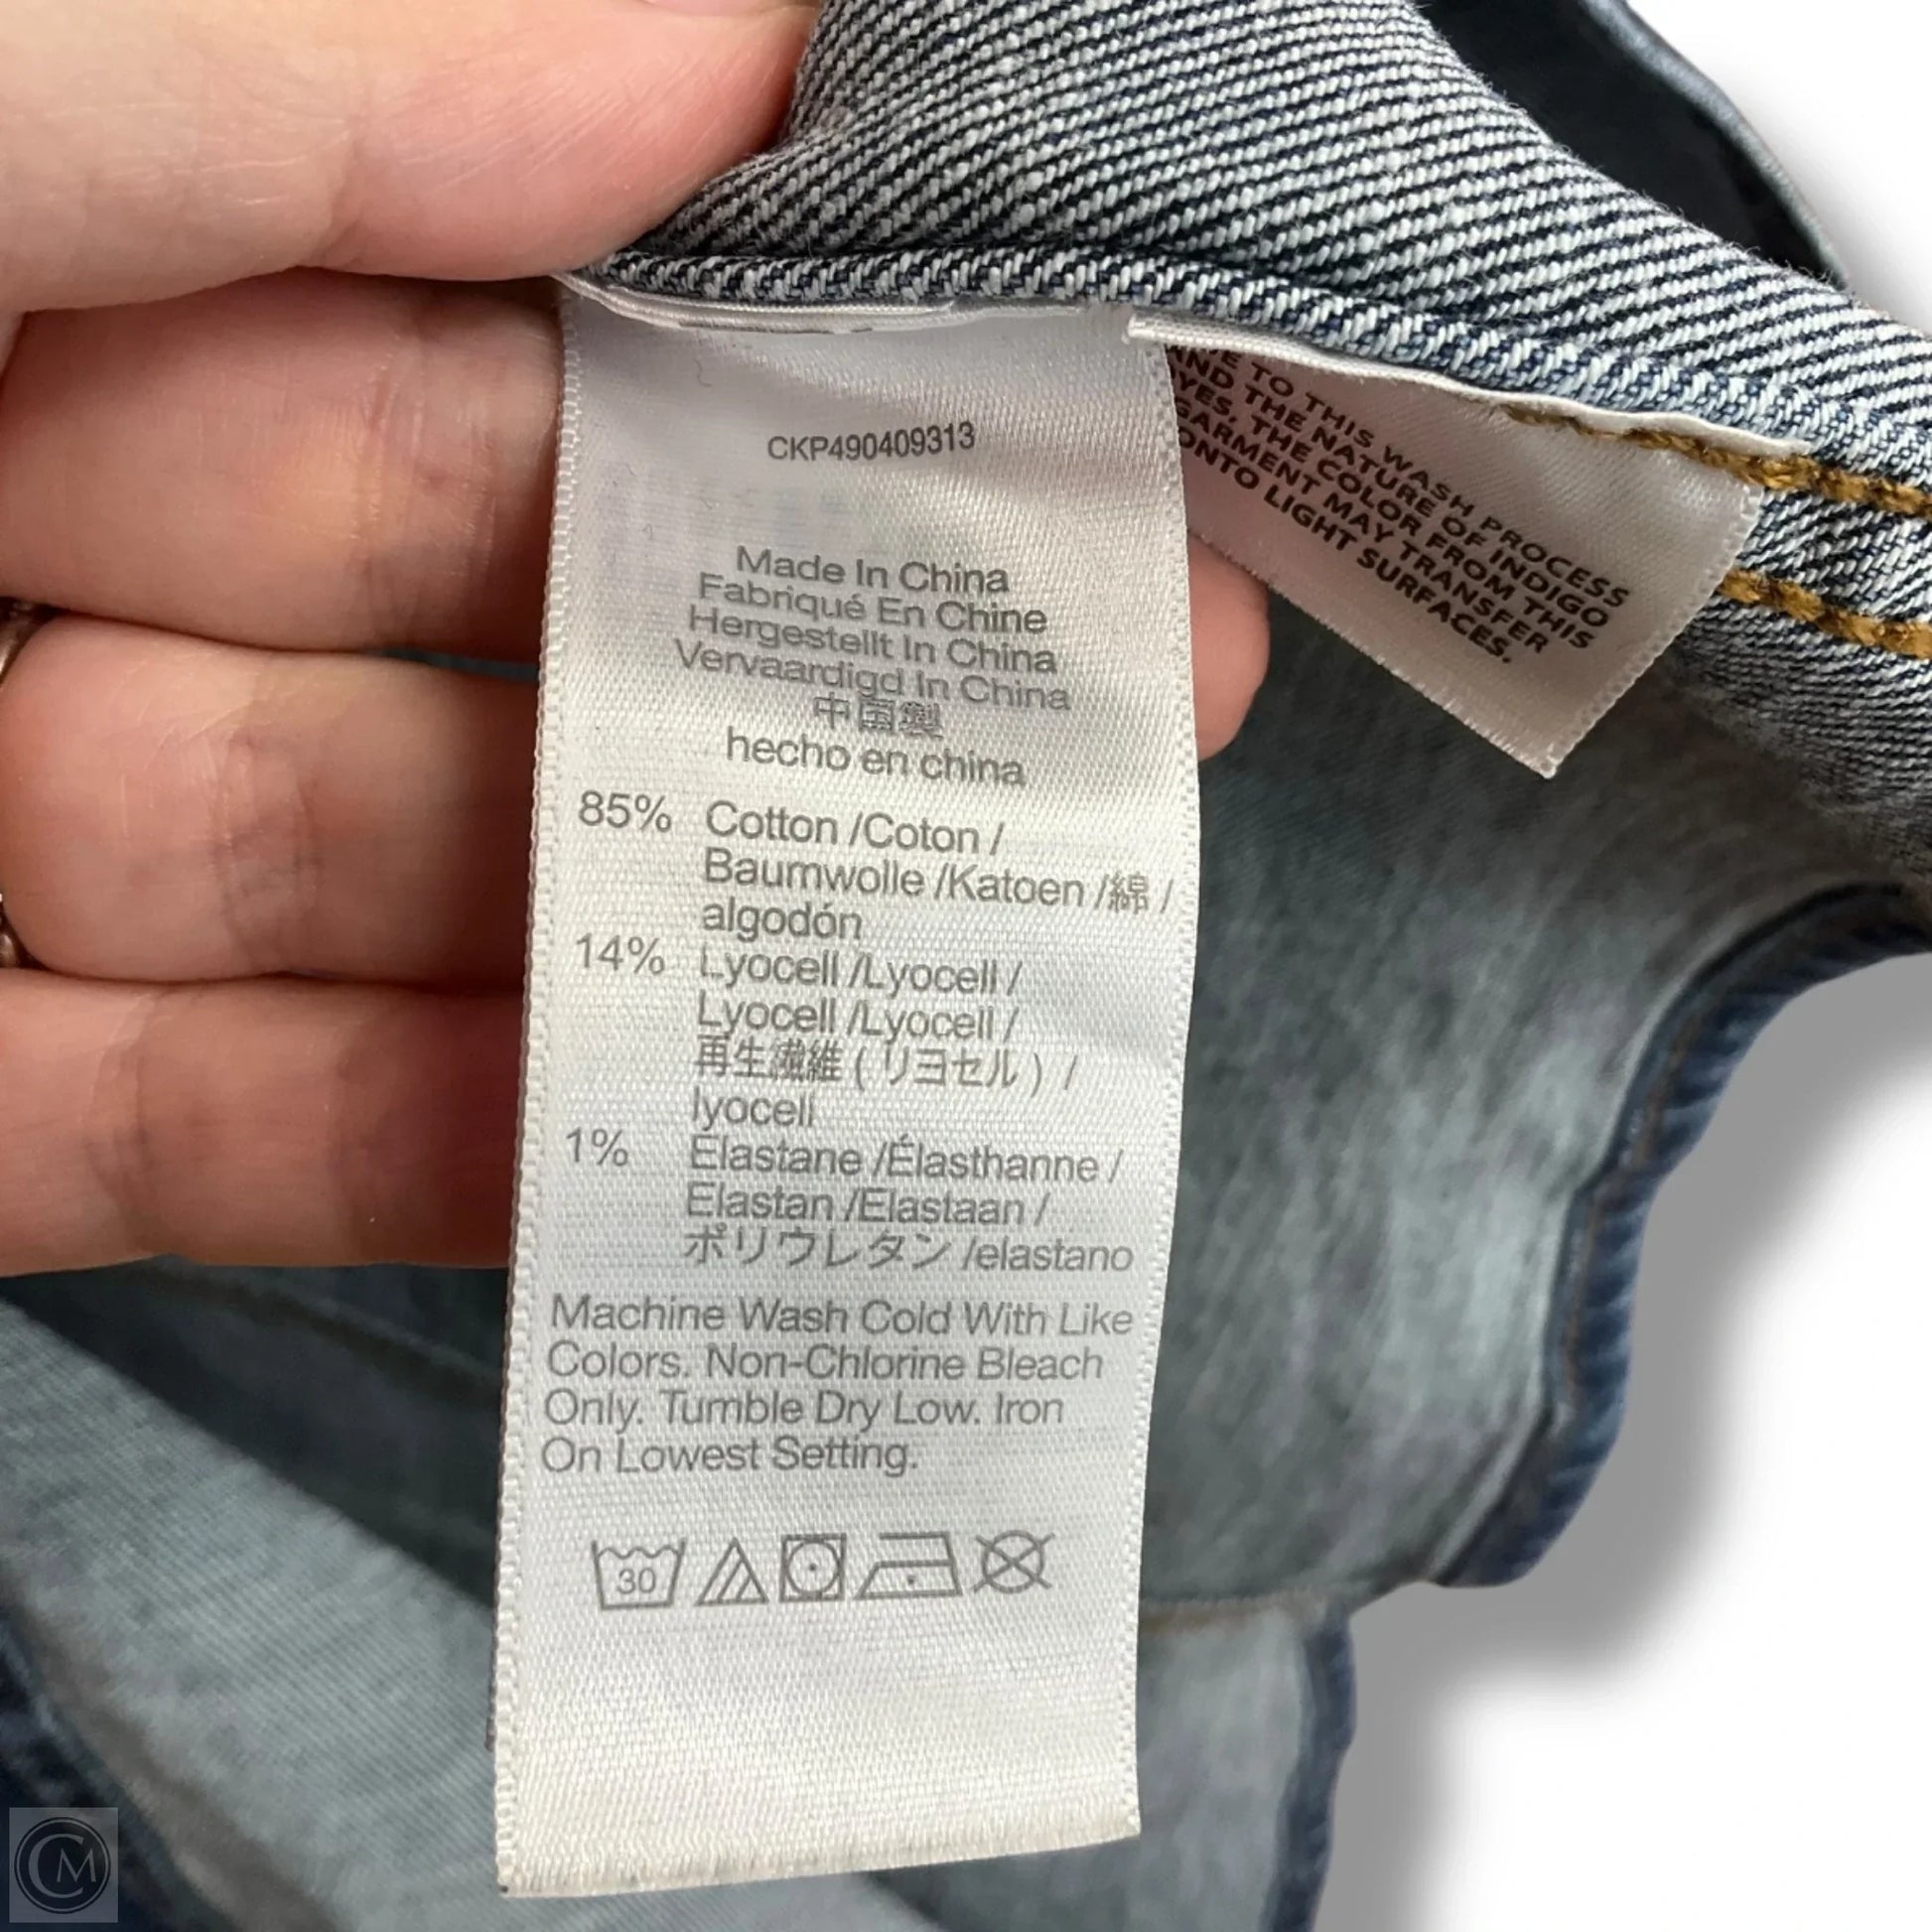 CKP490409313
Made In China
Fabriqué En Chine
Hergestellt In China
Vervaardigd In China
中国製
hecho en china
85% Cotton /Coton /
Baumwolle /Katoen /綿 /
algodón
14% Lyocell /Lyocell /
Lyocell /Lyocell /
再生繊維 ( リヨセル ) /
lyocell
1% Elastane /Élasthanne /
Elastan /Elastaan /
ポリウレタン /elastano
Machine Wash Cold With Like
Colors. Non-Chlorine Bleach
Only. Tumble Dry Low. Iron
On Lowest Setting.
30
TO THIS WASH PROCESS
THE NATURE OF INDIGO
THE COLOR FROM THIS
GARMENT MAY TRANSFER
ONTO LIGHT SURFACES.
CM